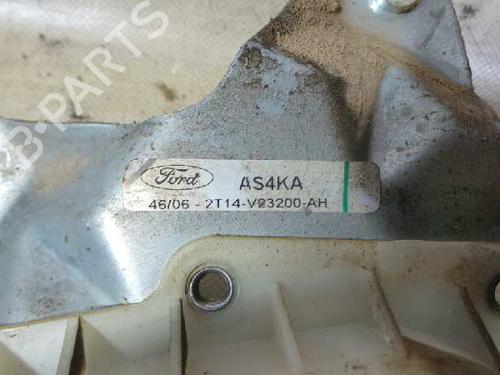 B-PARTS
Ford AS4KA
46/06 - 2T14-V23200-AH